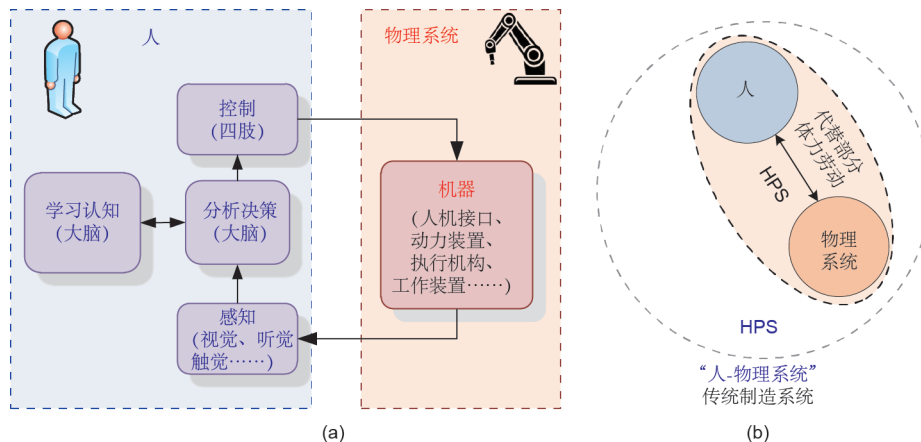 人
物理系统
控制
(四肢)
学习认知
(大脑)
分析决策
(大脑)
感知
(视觉、听觉
触觉……)
机器
(人机接口、
动力装置、
执行机构、
工作装置……)
(a)
人
代替部分
体力劳动
HPS
物理
系统
HPS
“人-物理系统”
传统制造系统
(b)